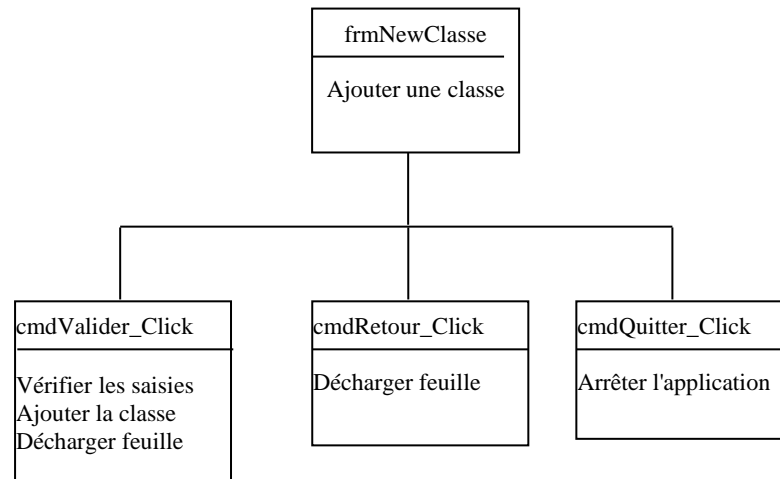 frmNewClasse
Ajouter une classe
cmdValider_Click
Vérifier les saisies
Ajouter la classe
Décharger feuille
cmdRetour_Click
Décharger feuille
cmdQuitter_Click
Arrêter l'application